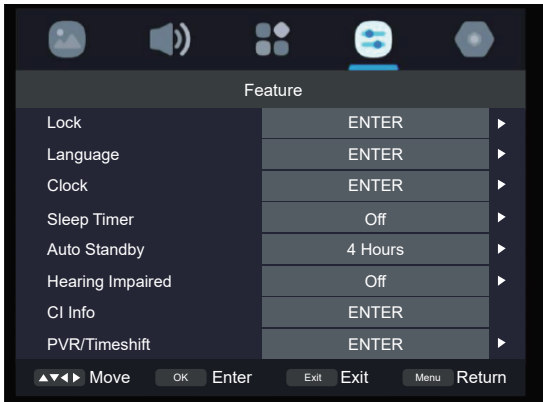 Feature
Lock ENTER
Language ENTER
Clock ENTER
Sleep Timer Off
Auto Standby 4 Hours
Hearing Impaired Off
CI Info ENTER
PVR/Timeshift ENTER
Move OK Enter Exit Exit Menu Return